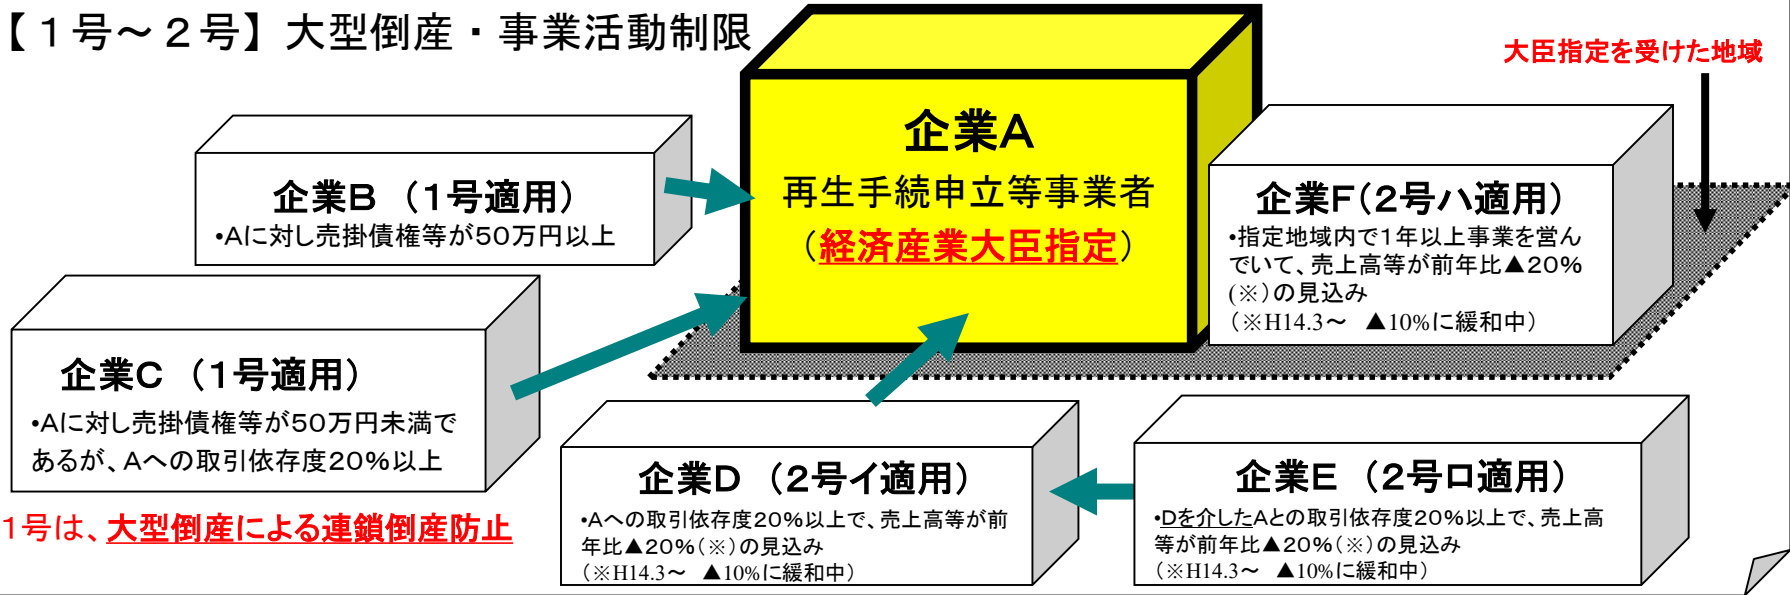 【１号～２号】大型倒産・事業活動制限
大臣指定を受けた地域
企業A
再生手続申立等事業者
（経済産業大臣指定）
企業B （1号適用）
•Aに対し売掛債権等が50万円以上
企業F（2号ハ適用）
•指定地域内で1年以上事業を営ん
でいて、売上高等が前年比▲20%
(※)の見込み
（※H14.3～ ▲10%に緩和中）
企業C （1号適用）
•Aに対し売掛債権等が50万円未満で
あるが、Aへの取引依存度20%以上
1号は、大型倒産による連鎖倒産防止
企業D （2号イ適用）
•Aへの取引依存度20%以上で、売上高等が前
年比▲20%（※）の見込み
（※H14.3～ ▲10%に緩和中）
企業E （2号ロ適用）
•Dを介したAとの取引依存度20%以上で、売上高
等が前年比▲20%（※）の見込み
（※H14.3～ ▲10%に緩和中）